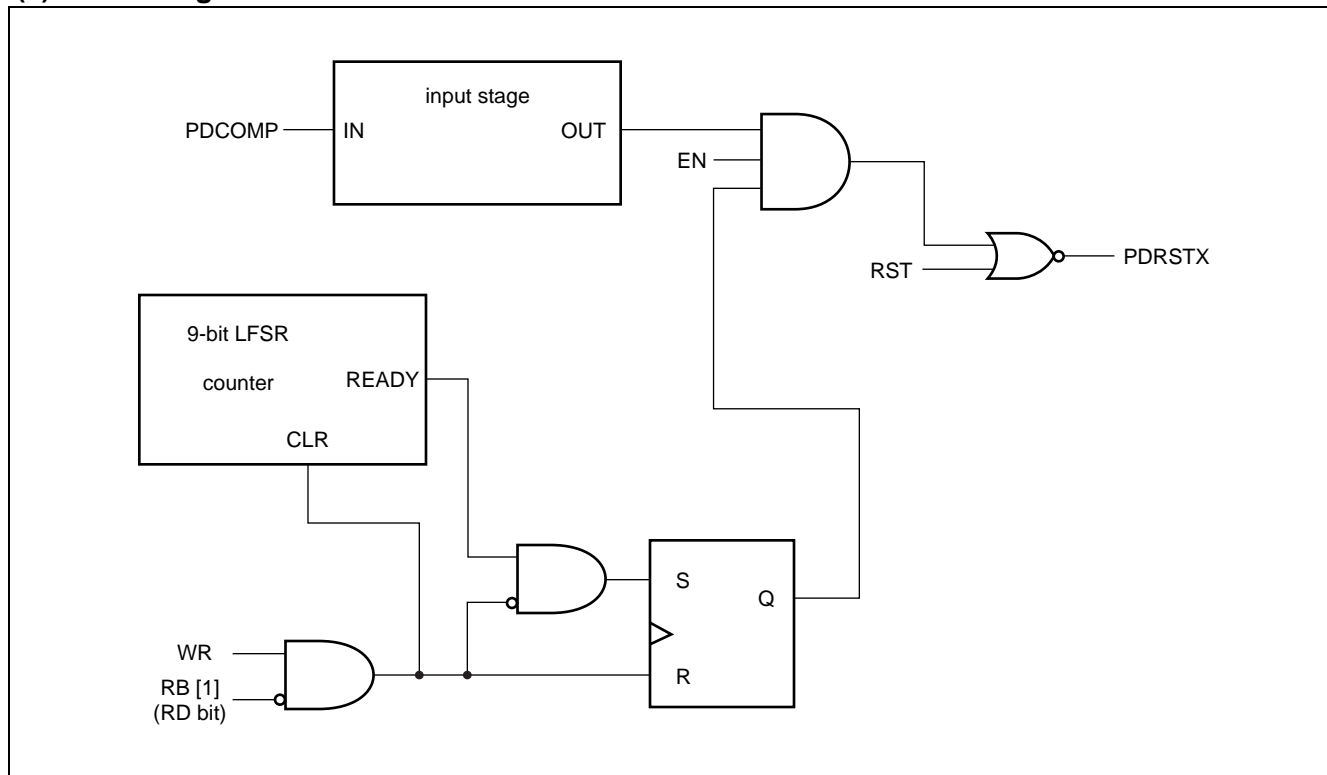 input stage
PDCOMP
IN
OUT
EN
RST
PDRSTX
9-bit LFSR
counter
READY
CLR
S
Q
R
WR
RB [1]
(RD bit)